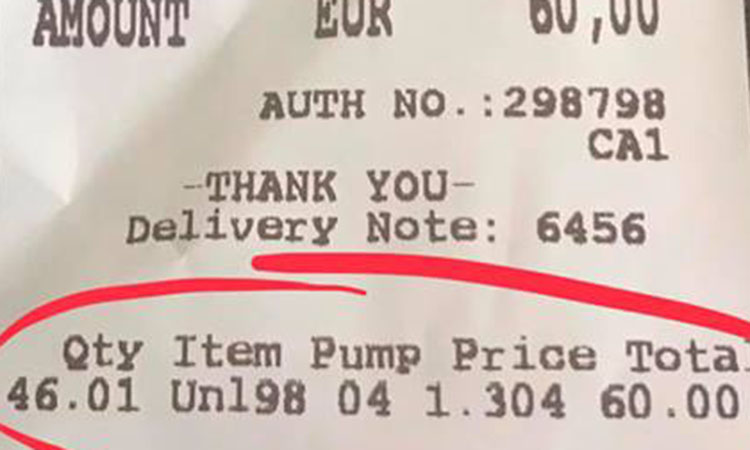 AMOUNT EUR 60,00
AUTH NO.:298798
CA1
-THANK YOU-
Delivery Note: 6456
Qty Item Pump Price Total
46.01 Unl98 04 1.304 60.00